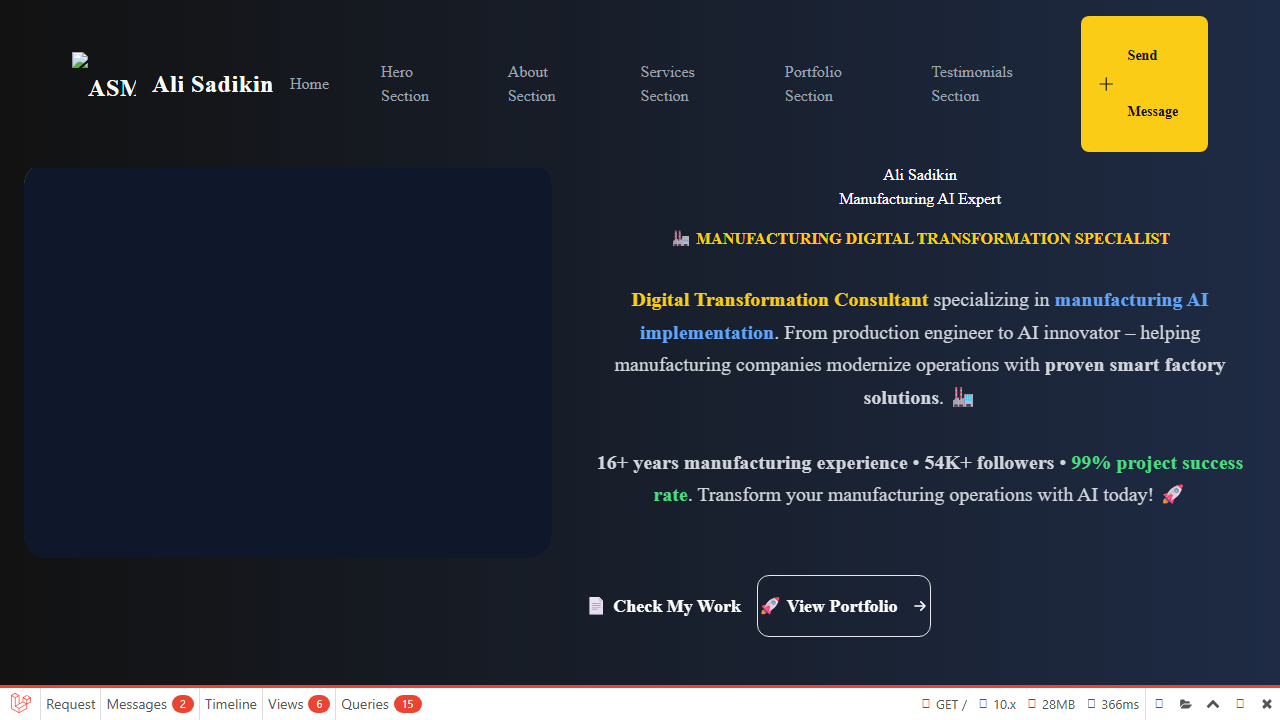 ASM
Ali Sadikin
Home
Hero
Section
About
Section
Services
Section
Portfolio
Section
Testimonials
Section
Send
Message
Ali Sadikin
Manufacturing AI Expert
🏭 MANUFACTURING DIGITAL TRANSFORMATION SPECIALIST
Digital Transformation Consultant specializing in manufacturing AI
implementation. From production engineer to AI innovator – helping
manufacturing companies modernize operations with proven smart factory
solutions. 🏭
16+ years manufacturing experience • 54K+ followers • 99% project success
rate. Transform your manufacturing operations with AI today! 🚀
📄 Check My Work
🚀 View Portfolio →
Request
Messages 2
Timeline
Views 6
Queries 15
GET /
10.x
28MB
366ms